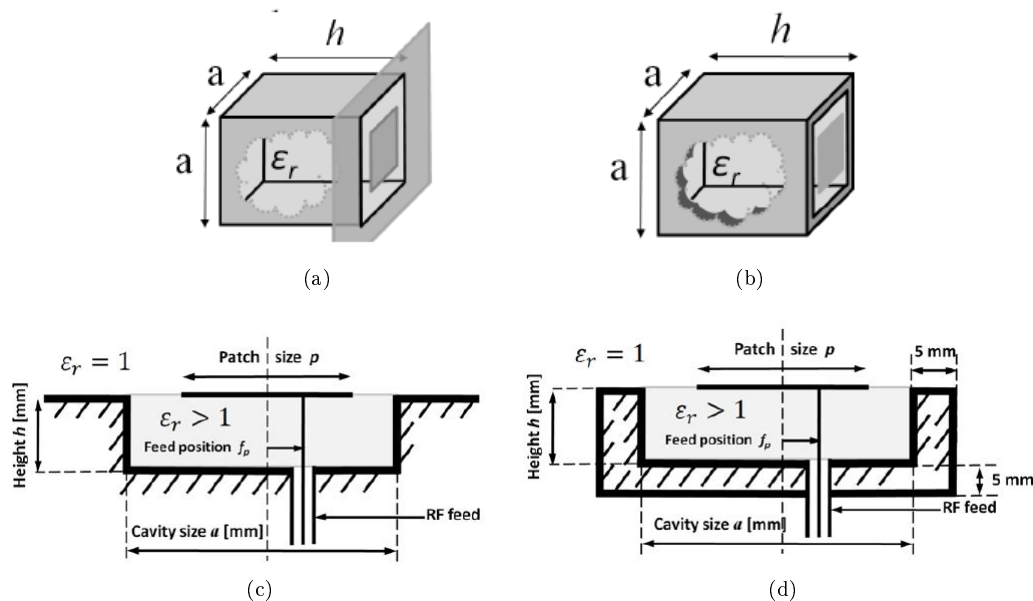 h
a
a
εr
(a)
h
a
a
εr
(b)
εr = 1
Patch size p
Height h [mm]
εr > 1
Feed position fp
RF feed
Cavity size a [mm]
(c)
εr = 1
Patch size p
5 mm
Height h [mm]
εr > 1
Feed position fp
5 mm
RF feed
Cavity size a [mm]
(d)